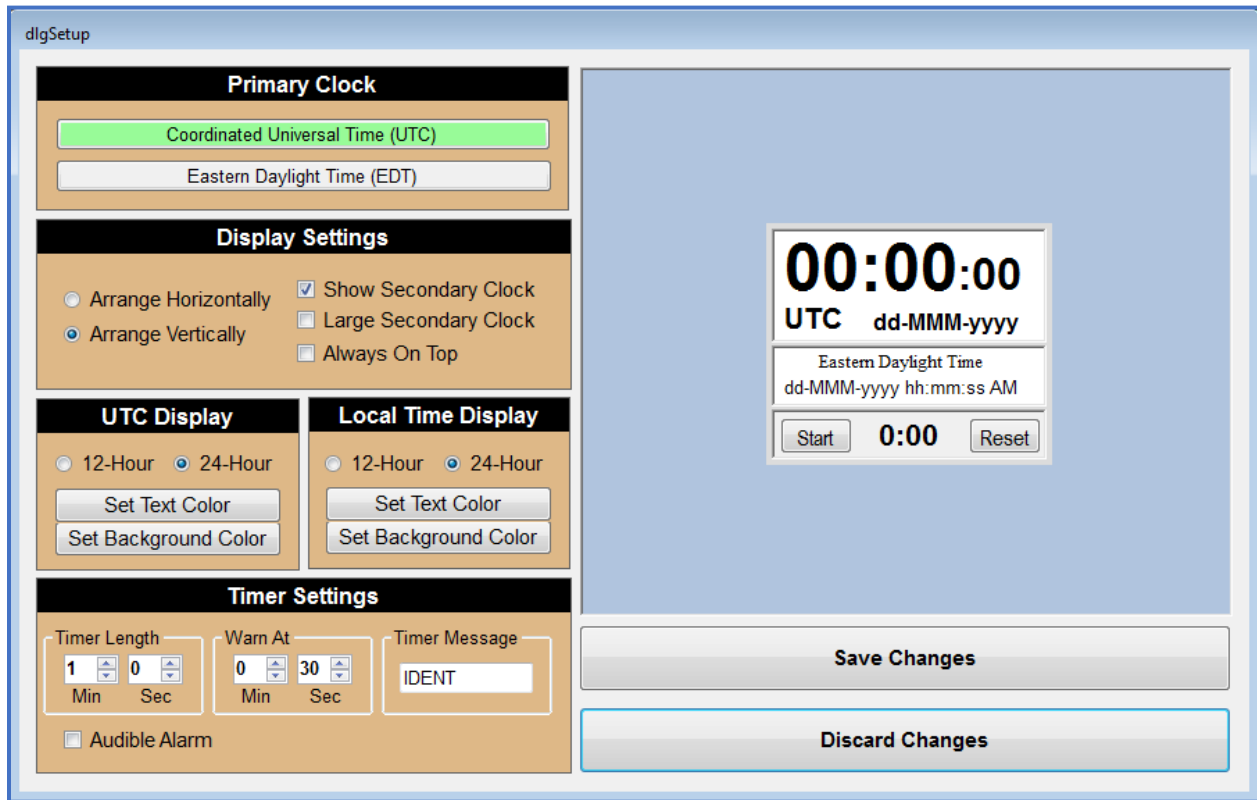 dlgSetup
Primary Clock
Coordinated Universal Time (UTC)
Eastern Daylight Time (EDT)
Display Settings
Arrange Horizontally
Arrange Vertically
Show Secondary Clock
Large Secondary Clock
Always On Top
UTC Display
12-Hour 24-Hour
Set Text Color
Set Background Color
Local Time Display
12-Hour 24-Hour
Set Text Color
Set Background Color
Timer Settings
Timer Length
1 0
Min Sec
Warn At
0 30
Min Sec
Timer Message
IDENT
Audible Alarm
00:00:00
UTC dd-MMM-yyyy
Eastern Daylight Time
dd-MMM-yyyy hh:mm:ss AM
Start 0:00 Reset
Save Changes
Discard Changes